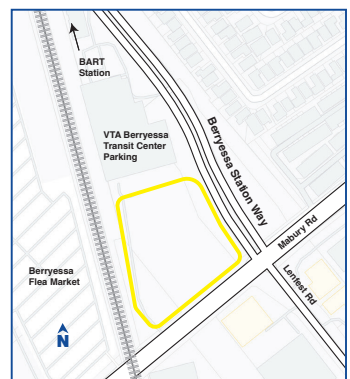 BART
Station
VTA Berryessa
Transit Center
Parking
Berryessa Station Way
Mabury Rd
Lenfest Rd
Berryessa
Flea Market
N